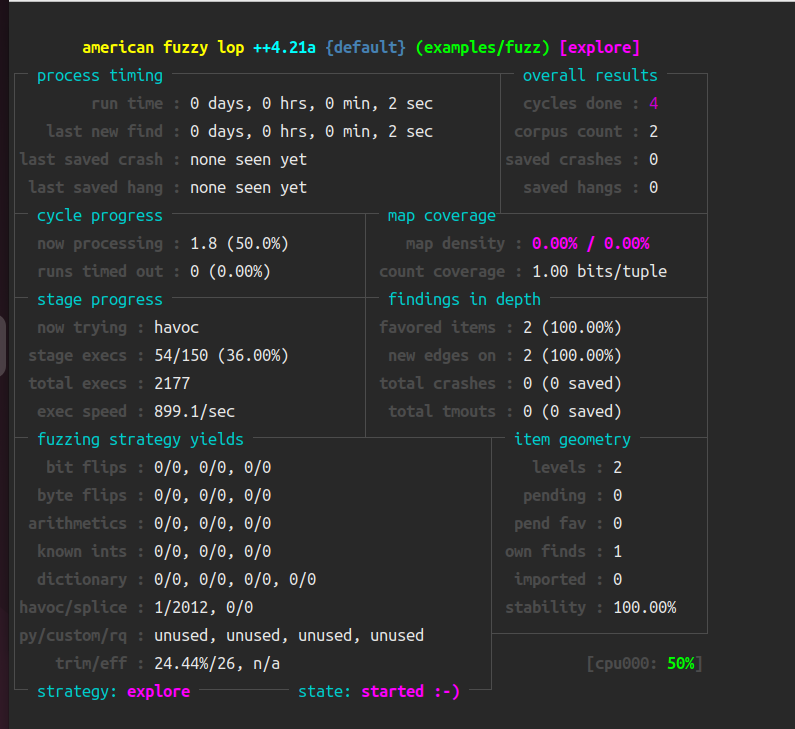 american fuzzy lop ++4.21a {default} (examples/fuzz) [explore]
process timing overall results
run time : 0 days, 0 hrs, 0 min, 2 sec cycles done : 4
last new find : 0 days, 0 hrs, 0 min, 2 sec corpus count : 2
last saved crash : none seen yet saved crashes : 0
last saved hang : none seen yet saved hangs : 0
cycle progress map coverage
now processing : 1.8 (50.0%) map density : 0.00% / 0.00%
runs timed out : 0 (0.00%) count coverage : 1.00 bits/tuple
stage progress findings in depth
now trying : havoc favored items : 2 (100.00%)
stage execs : 54/150 (36.00%) new edges on : 2 (100.00%)
total execs : 2177 total crashes : 0 (0 saved)
exec speed : 899.1/sec total tmouts : 0 (0 saved)
fuzzing strategy yields item geometry
bit flips : 0/0, 0/0, 0/0 levels : 2
byte flips : 0/0, 0/0, 0/0 pending : 0
arithmetics : 0/0, 0/0, 0/0 pend fav : 0
known ints : 0/0, 0/0, 0/0 own finds : 1
dictionary : 0/0, 0/0, 0/0, 0/0 imported : 0
havoc/splice : 1/2012, 0/0 stability : 100.00%
py/custom/rq : unused, unused, unused, unused
trim/eff : 24.44%/26, n/a [cpu000: 50%]
strategy: explore state: started :-)